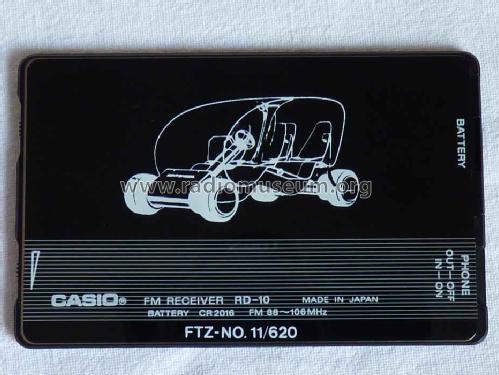 www.radiomuseum.org
BATTERY
PHONE
OUT—OFF
IN—ON
CASIO® FM RECEIVER RD-10 MADE IN JAPAN
BATTERY CR2016 FM 88～106MHz
FTZ-NO. 11/620